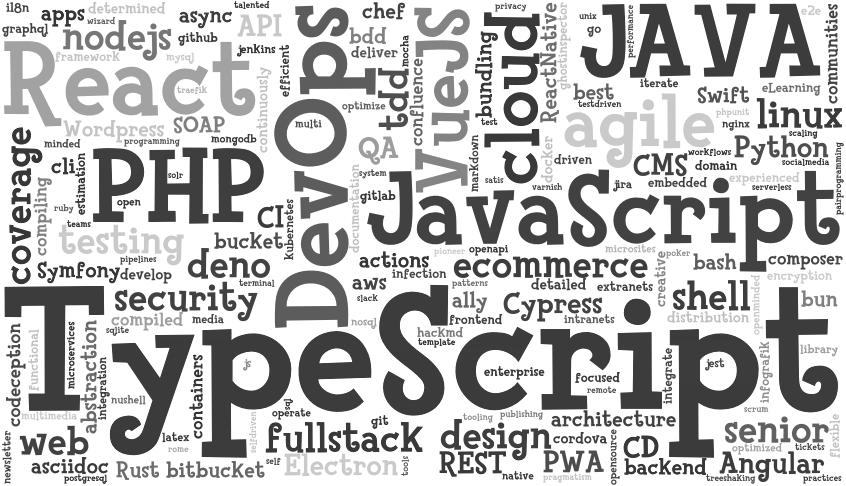 i18n
apps
determined
async
talented
chef
privacy
unix
go
performance
e2e
graphql
wizard
nodejs
github
API
bdd
mocha
DevOps
VueJS
cloud
ReactNative
ghostinspector
JAVA
communities
React
framework
mysql
jenkins
efficient
deliver
tdd
confluence
bundling
iterate
eLearning
traefik
continuously
optimize
test
best
testdriven
Swift
phpunit
linux
Wordpress
SOAP
multi
agile
nginx
scaling
coverage
minded
programming
mongodb
QA
markdown
docker
driven
CMS
workflows
domain
Python
socialmedia
cli
estimation
PHP
solr
system
gitlab
satis
varnish
jira
embedded
experienced
serverless
pairprogramming
compiling
ruby
open
CI
kubernetes
documentation
JavaScript
teams
testing
bucket
pipelines
pioneer
openapi
microsites
poker
bash
composer
Symfony
develop
deno
actions
infection
ecommerce
creative
encryption
terminal
aws
slack
patterns
detailed
extranets
openminded
security
a11y
Cypress
shell
bun
compiled
media
nosql
frontend
intranets
distribution
sqlite
hackmd
template
TypeScript
codeception
functional
microservices
abstraction
integration
containers
js
enterprise
focused
remote
integrate
jest
infografik
library
nushell
multimedia
selfdriven
sql
operate
git
tooling
publishing
scrum
flexible
newsletter
web
latex
rome
fullstack
design
architecture
cordova
opensource
CD
senior
optimized
tickets
asciidoc
postgresql
Rust
bitbucket
self
Electron
tools
REST
native
PWA
pragmatism
backend
treeshaking
Angular
practices